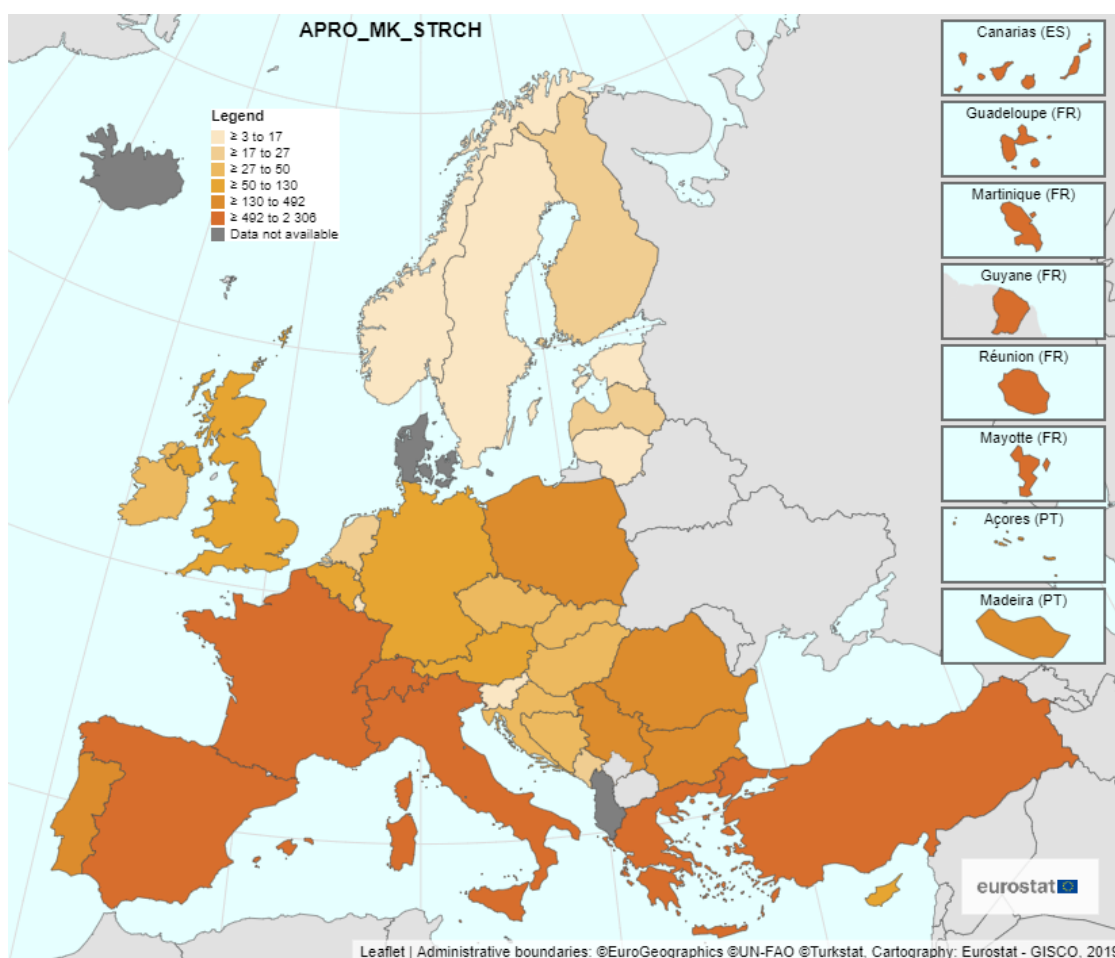 APRO_MK_STRCH
Legend
≥ 3 to 17
≥ 17 to 27
≥ 27 to 50
≥ 50 to 130
≥ 130 to 492
≥ 492 to 2 306
Data not available
Canarias (ES)
Guadeloupe (FR)
Martinique (FR)
Guyane (FR)
Réunion (FR)
Mayotte (FR)
Açores (PT)
Madeira (PT)
eurostat
Leaflet | Administrative boundaries: ©EuroGeographics ©UN-FAO ©Turkstat, Cartography: Eurostat - GISCO, 2019